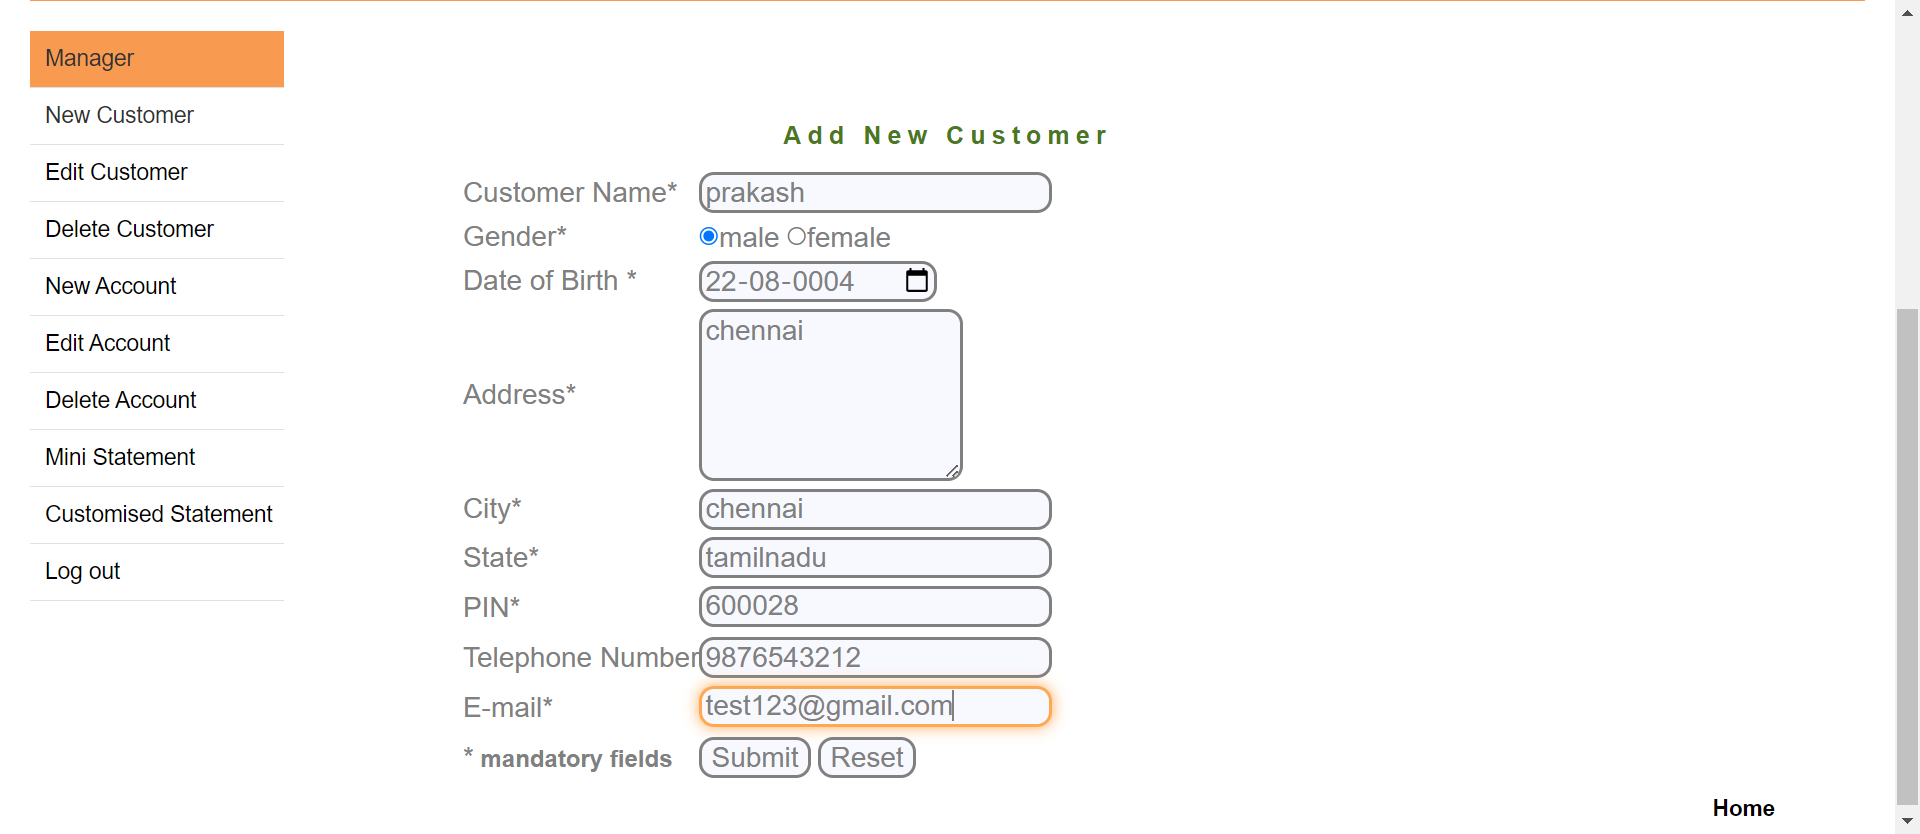 Manager
New Customer
Edit Customer
Delete Customer
New Account
Edit Account
Delete Account
Mini Statement
Customised Statement
Log out
Add New Customer
Customer Name* prakash
Gender* male female
Date of Birth * 22-08-0004
Address* chennai
City* chennai
State* tamilnadu
PIN* 600028
Telephone Number 9876543212
E-mail* test123@gmail.com
* mandatory fields Submit Reset
Home